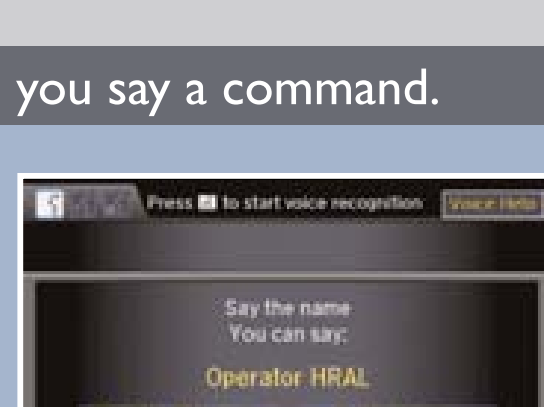 you say a command.
Press to start voice recognition Voice Help
Say the name
You can say:
Operator HRAL